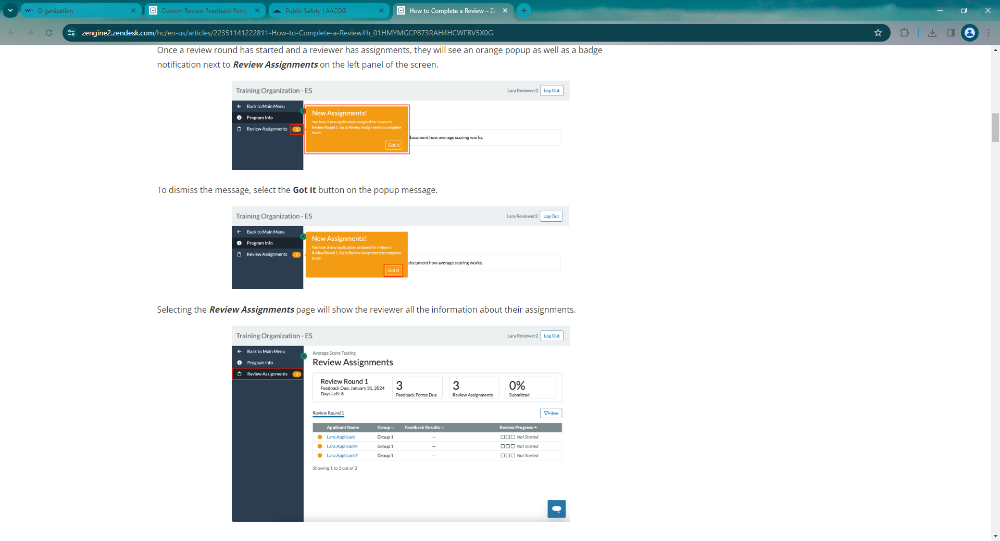 Organization
Custom Review Feedback Form
Public Safety | AACOG
How to Complete a Review – Ze
zengine2.zendesk.com/hc/en-us/articles/22351141222811-How-to-Complete-a-Review#h_01HMYMGCP873RAH4HCWFBV5X0G
Once a review round has started and a reviewer has assignments, they will see an orange popup as well as a badge
notification next to Review Assignments on the left panel of the screen.
Training Organization - ES
Lara Reviewer2
Log Out
Back to Main Menu
Program Info
Review Assignments
3
New Assignments!
You have 3 new applications assigned for review in
Review Round 1. Go to Review Assignments to complete
them!
Got it
document how average scoring works.
To dismiss the message, select the Got it button on the popup message.
Training Organization - ES
Lara Reviewer2
Log Out
Back to Main Menu
Program Info
Review Assignments
3
New Assignments!
You have 3 new applications assigned for review in
Review Round 1. Go to Review Assignments to complete
them!
Got it
document how average scoring works.
Selecting the Review Assignments page will show the reviewer all the information about their assignments.
Training Organization - ES
Lara Reviewer2
Log Out
Back to Main Menu
Program Info
Review Assignments
3
Average Score Testing
Review Assignments
Review Round 1
Feedback Due: January 31, 2024
Days Left: 8
3
Feedback Forms Due
3
Review Assignments
0%
Submitted
Review Round 1
Filter
Applicant Name Group Feedback Results Review Progress
Lara Applicant Group 1 -- Not Started
Lara Applicant4 Group 1 -- Not Started
Lara Applicant7 Group 1 -- Not Started
Showing 1 to 3 out of 3